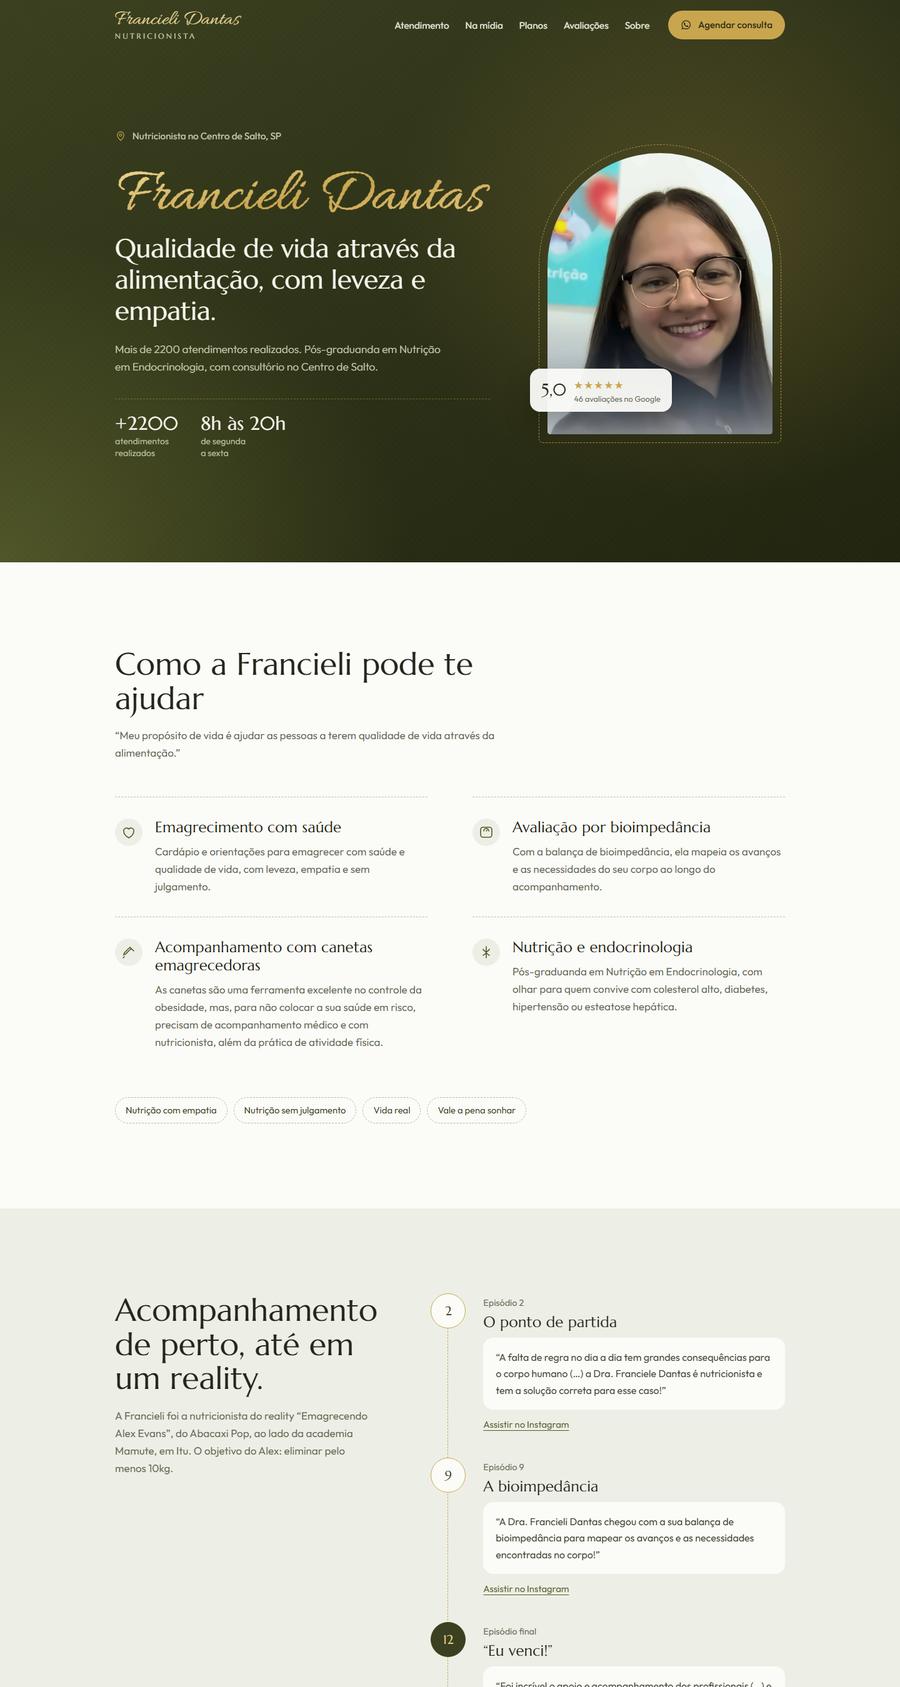 Francieli Dantas
NUTRICIONISTA
Atendimento Na mídia Planos Avaliações Sobre Agendar consulta
Nutricionista no Centro de Salto, SP
Francieli Dantas
Qualidade de vida através da
alimentação, com leveza e
empatia.
Mais de 2200 atendimentos realizados. Pós-graduanda em Nutrição
em Endocrinologia, com consultório no Centro de Salto.
+2200
atendimentos
realizados
8h às 20h
de segunda
a sexta
trição
5,0 ★★★★★
46 avaliações no Google
Como a Francieli pode te
ajudar
“Meu propósito de vida é ajudar as pessoas a terem qualidade de vida através da
alimentação.”
Emagrecimento com saúde
Cardápio e orientações para emagrecer com saúde e
qualidade de vida, com leveza, empatia e sem
julgamento.
Avaliação por bioimpedância
Com a balança de bioimpedância, ela mapeia os avanços
e as necessidades do seu corpo ao longo do
acompanhamento.
Acompanhamento com canetas
emagrecedoras
As canetas são uma ferramenta excelente no controle da
obesidade, mas, para não colocar a sua saúde em risco,
precisam de acompanhamento médico e com
nutricionista, além da prática de atividade física.
Nutrição e endocrinologia
Pós-graduanda em Nutrição em Endocrinologia, com
olhar para quem convive com colesterol alto, diabetes,
hipertensão ou esteatose hepática.
Nutrição com empatia
Nutrição sem julgamento
Vida real
Vale a pena sonhar
Acompanhamento
de perto, até em
um reality.
A Francieli foi a nutricionista do reality “Emagrecendo
Alex Evans”, do Abacaxi Pop, ao lado da academia
Mamute, em Itu. O objetivo do Alex: eliminar pelo
menos 10kg.
2
Episódio 2
O ponto de partida
“A falta de regra no dia a dia tem grandes consequências para
o corpo humano (...) a Dra. Franciele Dantas é nutricionista e
tem a solução correta para esse caso!”
Assistir no Instagram
9
Episódio 9
A bioimpedância
“A Dra. Francieli Dantas chegou com a sua balança de
bioimpedância para mapear os avanços e as necessidades
encontradas no corpo!”
Assistir no Instagram
12
Episódio final
“Eu venci!”
“Foi incrível o apoio e acompanhamento dos profissionais (...) e